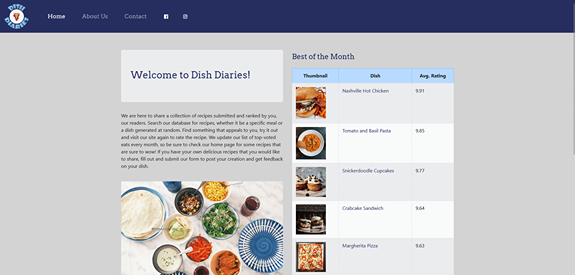 DISH
DIARIES
Home
About Us
Contact
Welcome to Dish Diaries!
We are here to share a collection of recipes submitted and ranked by you,
our readers. Search our database for recipes, whether it be a specific meal or
a dish generated at random. Find something that appeals to you, try it out
and visit our site again to rate the recipe. We update our list of top-voted
eats every month, so be sure to check our home page for some recipes that
are sure to wow! If you have your own delicious recipes that you would like
to share, fill out and submit our form to post your creation and get feedback
on your dish.
Best of the Month
Thumbnail Dish Avg. Rating
Nashville Hot Chicken 9.91
Tomato and Basil Pasta 9.85
Snickerdoodle Cupcakes 9.77
Crabcake Sandwich 9.64
Margherita Pizza 9.63